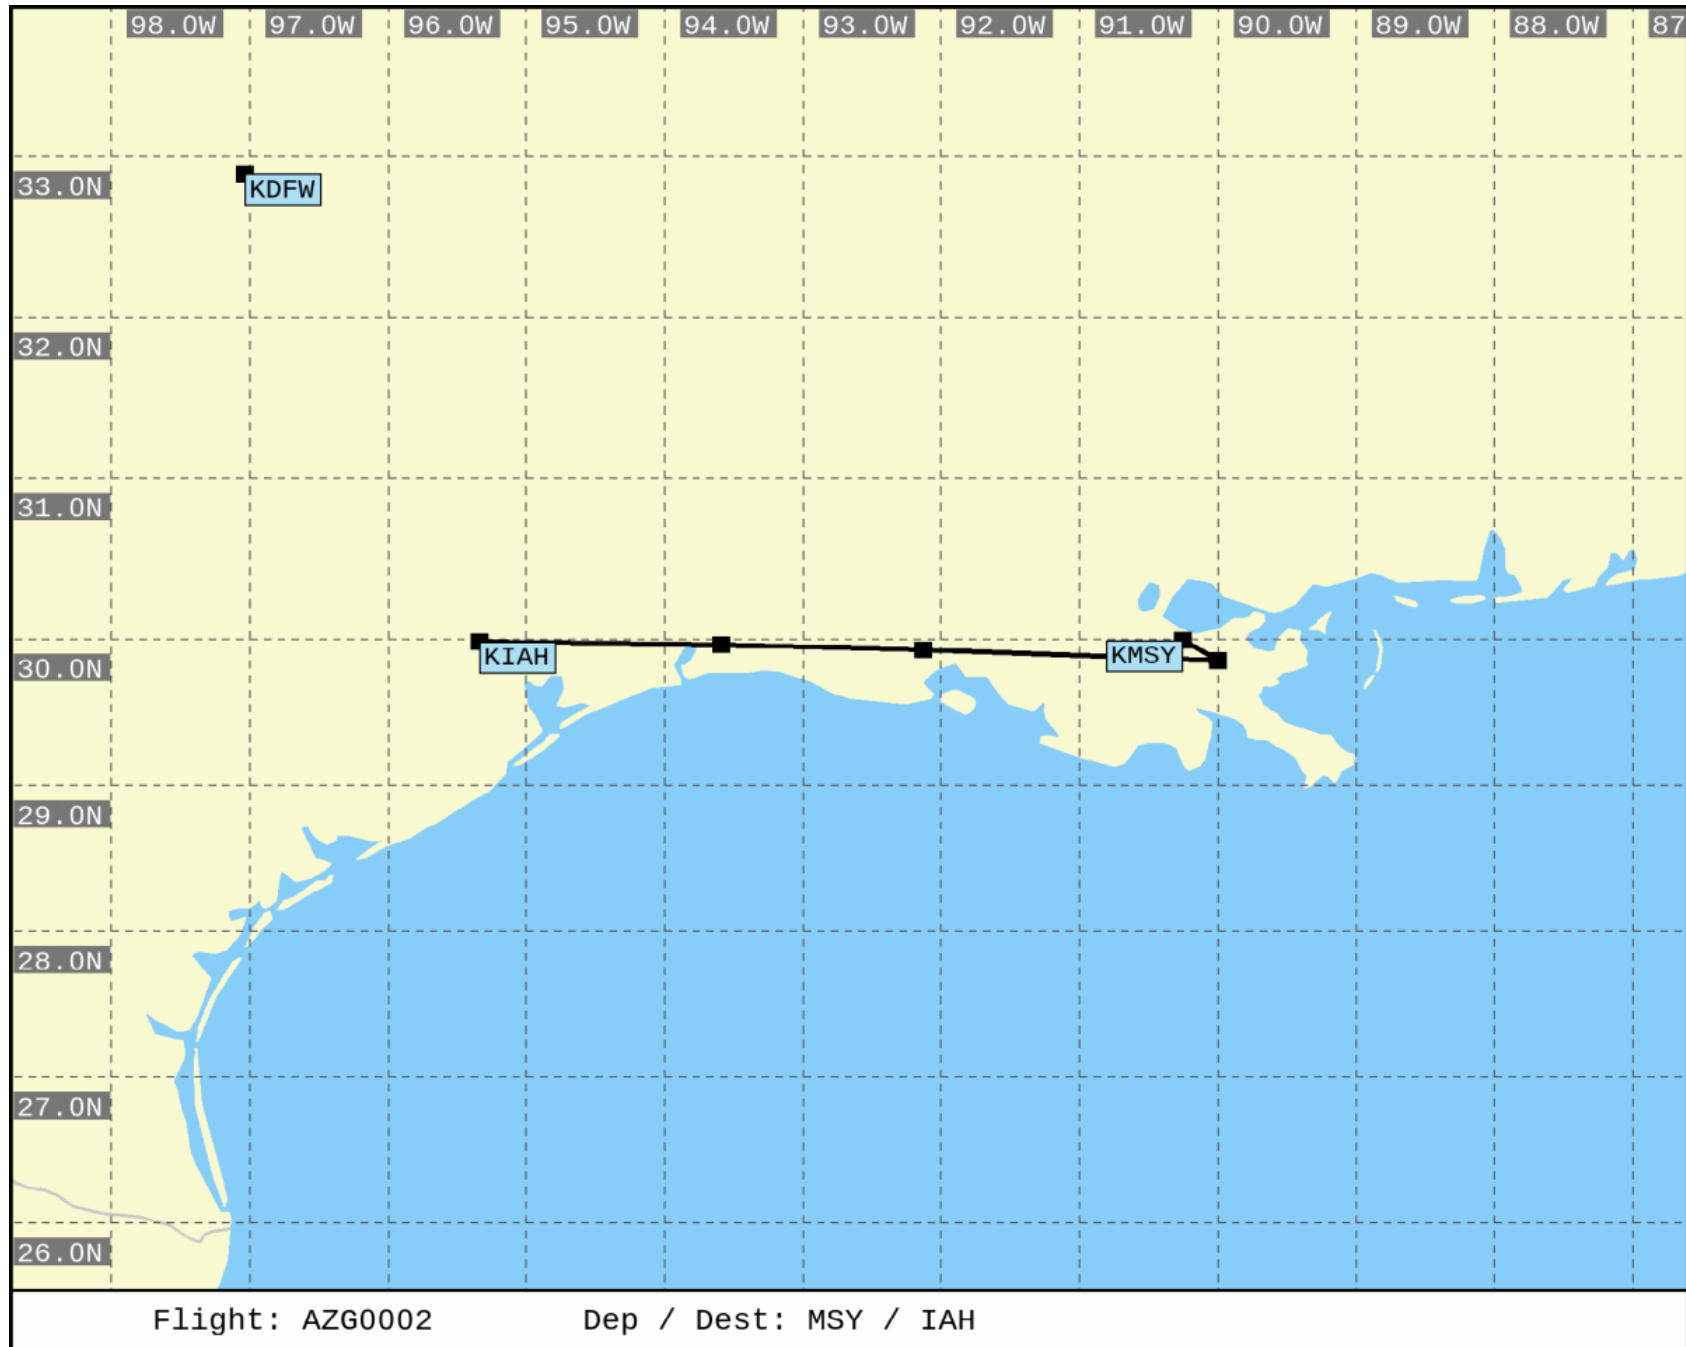 98.0W 97.0W 96.0W 95.0W 94.0W 93.0W 92.0W 91.0W 90.0W 89.0W 88.0W 87
33.0N
KDFW
32.0N
31.0N
30.0N
KIAH
KMSY
29.0N
28.0N
27.0N
26.0N
Flight: AZG0002 Dep / Dest: MSY / IAH